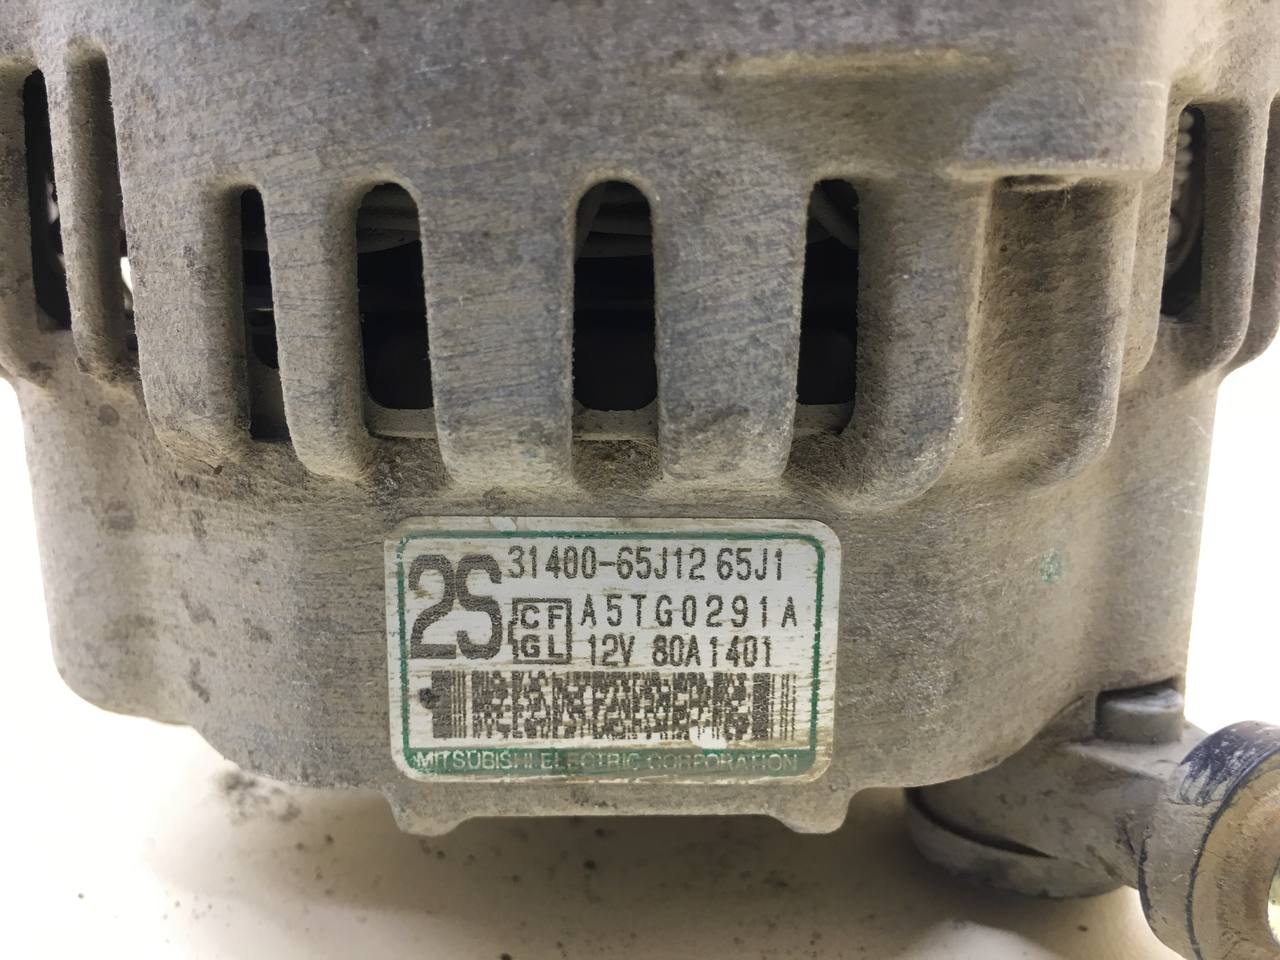 2S
31400-65J12 65J1
CF
GL
A5TG0291A
12V 80A1401
MITSUBISHI ELECTRIC CORPORATION